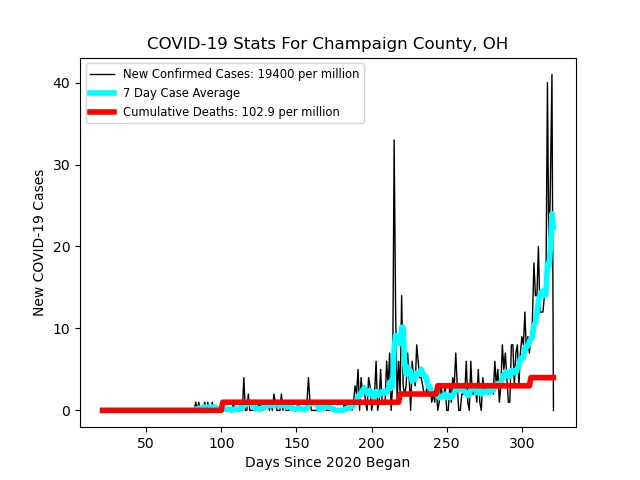 COVID-19 Stats For Champaign County, OH
New Confirmed Cases: 19400 per million
7 Day Case Average
Cumulative Deaths: 102.9 per million
New COVID-19 Cases
40
30
20
10
0
50 100 150 200 250 300
Days Since 2020 Began